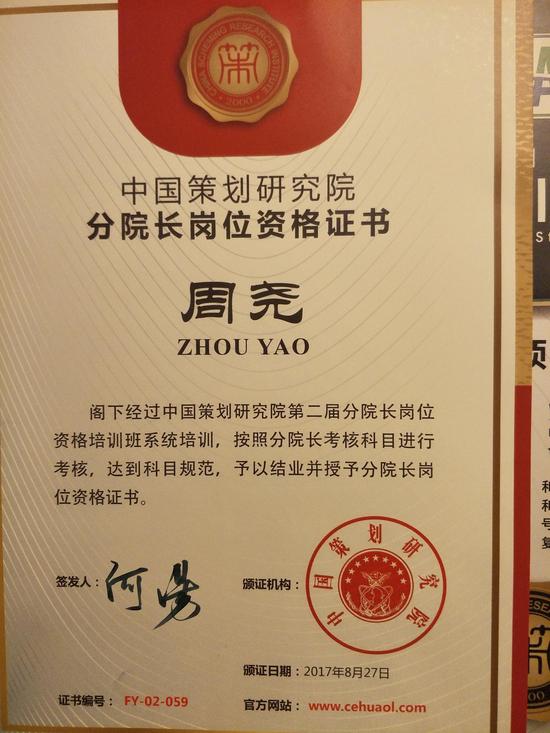 CHINA SCHEMING RESEARCH INSTITUTE
策
2000
中国策划研究院
分院长岗位资格证书
周尧
ZHOU YAO
阁下经过中国策划研究院第二届分院长岗位
资格培训班系统培训，按照分院长考核科目进行
考核，达到科目规范，予以结业并授予分院长岗
位资格证书。
签发人：
颁证机构：
中国策划研究院
颁证日期：2017年8月27日
证书编号： FY-02-059
官方网站： www.cehuaol.com